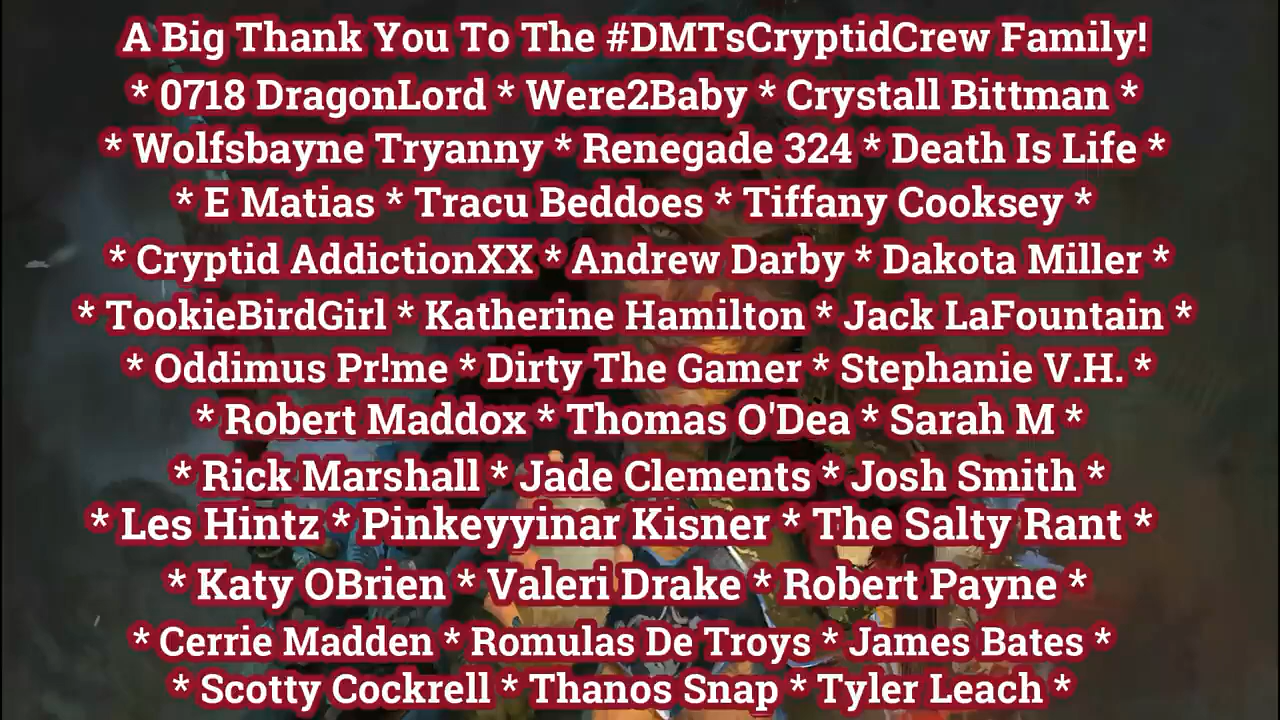 A Big Thank You To The #DMTsCryptidCrew Family!
* 0718 DragonLord * Were2Baby * Crystall Bittman *
* Wolfsbayne Tryanny * Renegade 324 * Death Is Life *
* E Matias * Tracu Beddoes * Tiffany Cooksey *
* Cryptid AddictionXX * Andrew Darby * Dakota Miller *
* TookieBirdGirl * Katherine Hamilton * Jack LaFountain *
* Oddimus Pr!me * Dirty The Gamer * Stephanie V.H. *
* Robert Maddox * Thomas O'Dea * Sarah M *
* Rick Marshall * Jade Clements * Josh Smith *
* Les Hintz * Pinkeyyinar Kisner * The Salty Rant *
* Katy OBrien * Valeri Drake * Robert Payne *
* Cerrie Madden * Romulas De Troys * James Bates *
* Scotty Cockrell * Thanos Snap * Tyler Leach *